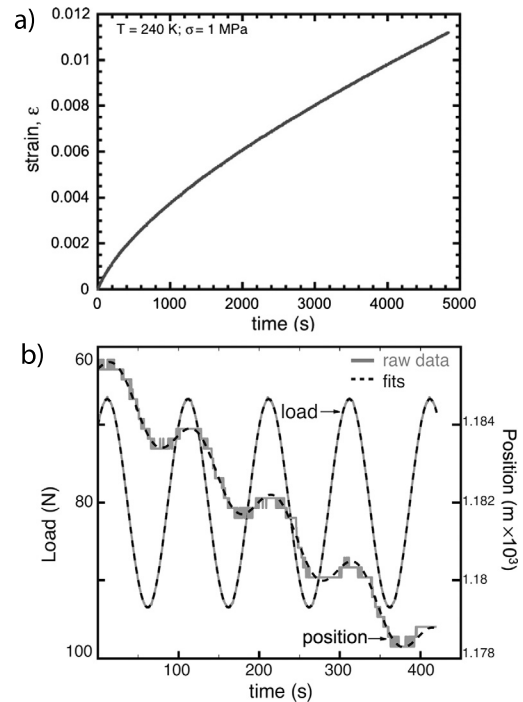 a)
T = 240 K; σ = 1 MPa
strain, ε
0.012
0.01
0.008
0.006
0.004
0.002
0
0 1000 2000 3000 4000 5000
time (s)
b)
raw data
fits
load
position
Load (N)
60
80
100
Position (m ×10³)
1.184
1.182
1.18
1.178
100 200 300 400
time (s)